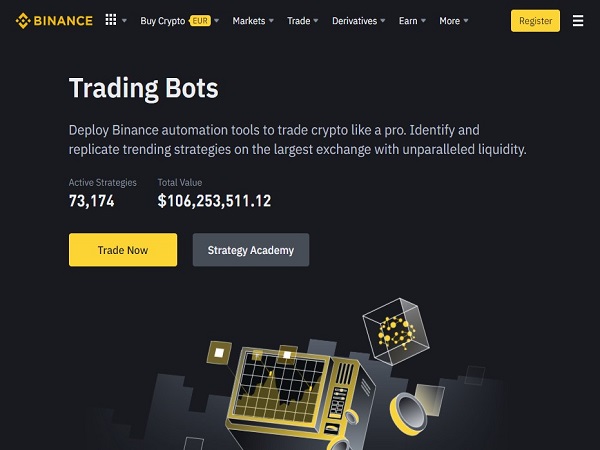 BINANCE Buy Crypto EUR Markets Trade Derivatives Earn More Register
Trading Bots
Deploy Binance automation tools to trade crypto like a pro. Identify and
replicate trending strategies on the largest exchange with unparalleled liquidity.
Active Strategies Total Value
73,174 $106,253,511.12
Trade Now Strategy Academy